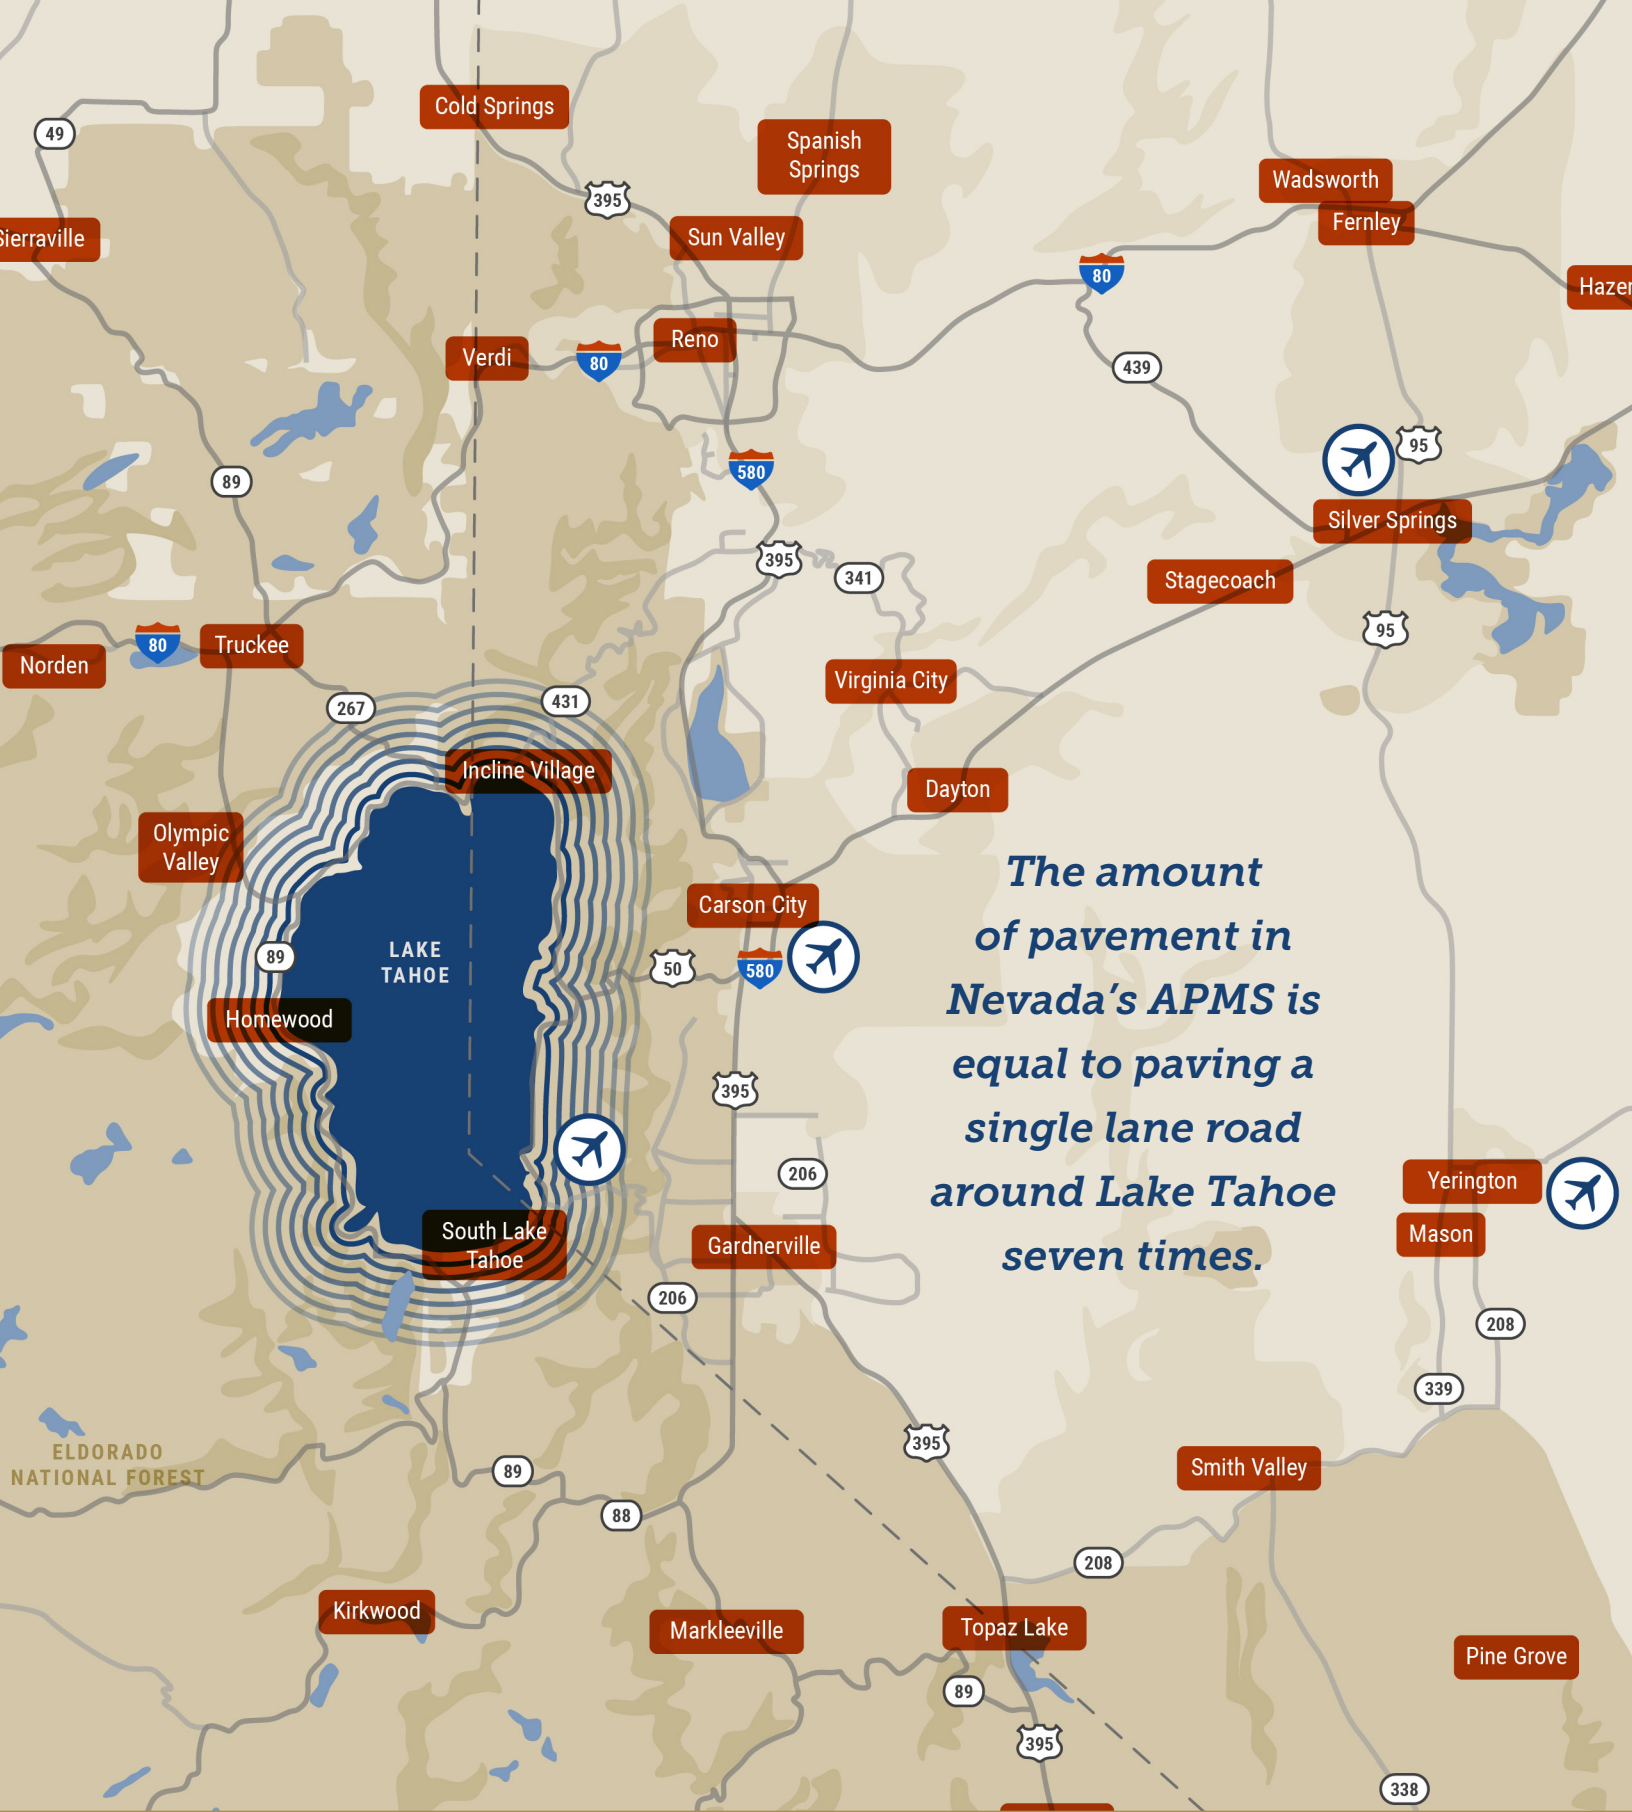 Cold Springs
49
Spanish
Springs
Wadsworth
395
Fernley
Sierraville
Sun Valley
80
Reno
Verdi
80
439
95
580
89
Silver Springs
395
341
Stagecoach
95
80
Truckee
Norden
Virginia City
267
431
Incline Village
Dayton
Olympic
Valley
The amount
of pavement in
Nevada’s APMS is
equal to paving a
single lane road
around Lake Tahoe
seven times.
Carson City
LAKE
TAHOE
89
50
580
Homewood
395
206
Yerington
Mason
South Lake
Tahoe
Gardnerville
206
208
339
395
ELDORADO
NATIONAL FOREST
89
Smith Valley
88
208
Kirkwood
Markleeville
Topaz Lake
Pine Grove
89
395
338